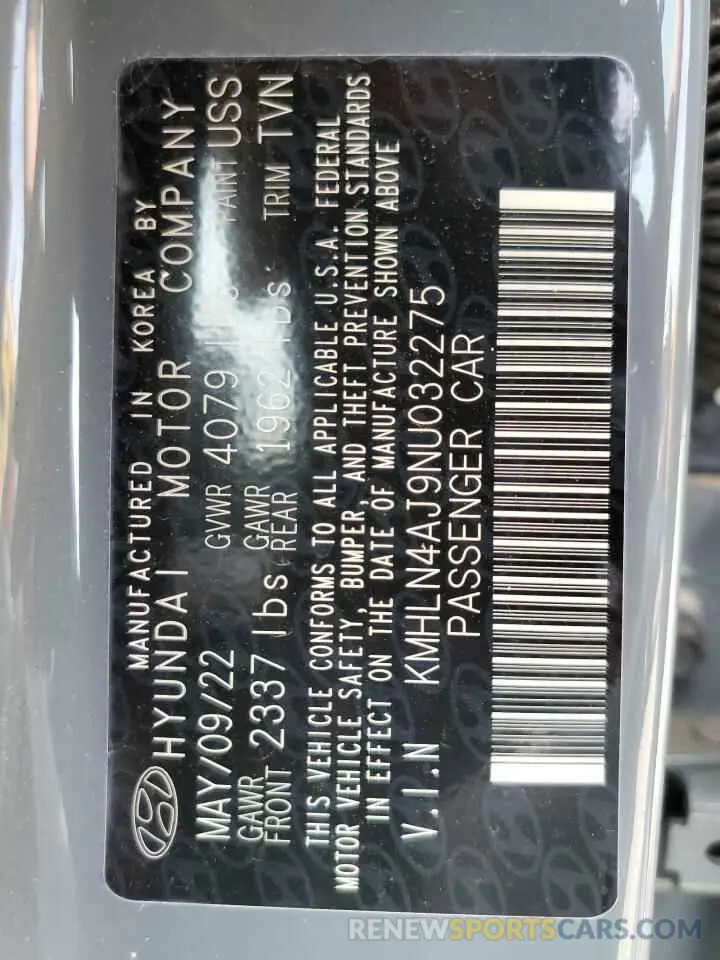 MANUFACTURED IN KOREA BY
HYUNDAI MOTOR COMPANY
MAY/09/22 GVWR 4079 PAINT USS
GAWR FRONT 2337 lbs GAWR REAR 1962 lbs TRIM TVN
THIS VEHICLE CONFORMS TO ALL APPLICABLE U.S.A. FEDERAL
MOTOR VEHICLE SAFETY, BUMPER, AND THEFT PREVENTION STANDARDS
IN EFFECT ON THE DATE OF MANUFACTURE SHOWN ABOVE
V.I.N KMHLN4AJ9NU032275
PASSENGER CAR
RENEWSPORTSCARS.COM